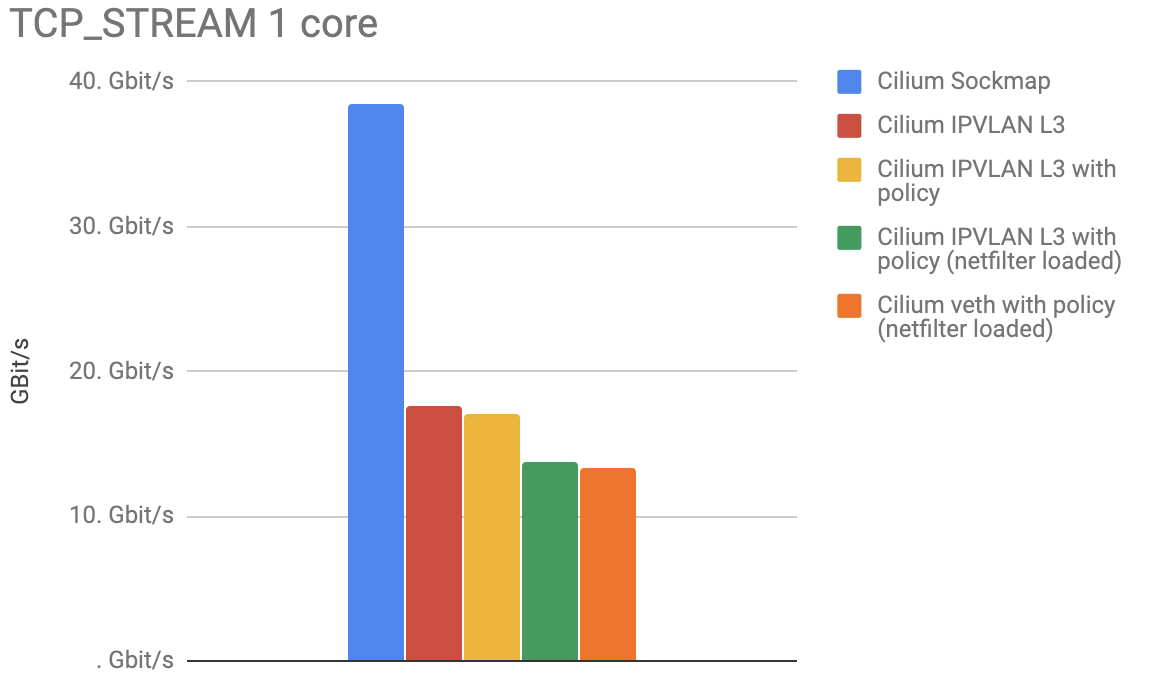 TCP_STREAM 1 core
40. Gbit/s
30. Gbit/s
20. Gbit/s
10. Gbit/s
. Gbit/s
GBit/s
Cilium Sockmap
Cilium IPVLAN L3
Cilium IPVLAN L3 with
policy
Cilium IPVLAN L3 with
policy (netfilter loaded)
Cilium veth with policy
(netfilter loaded)